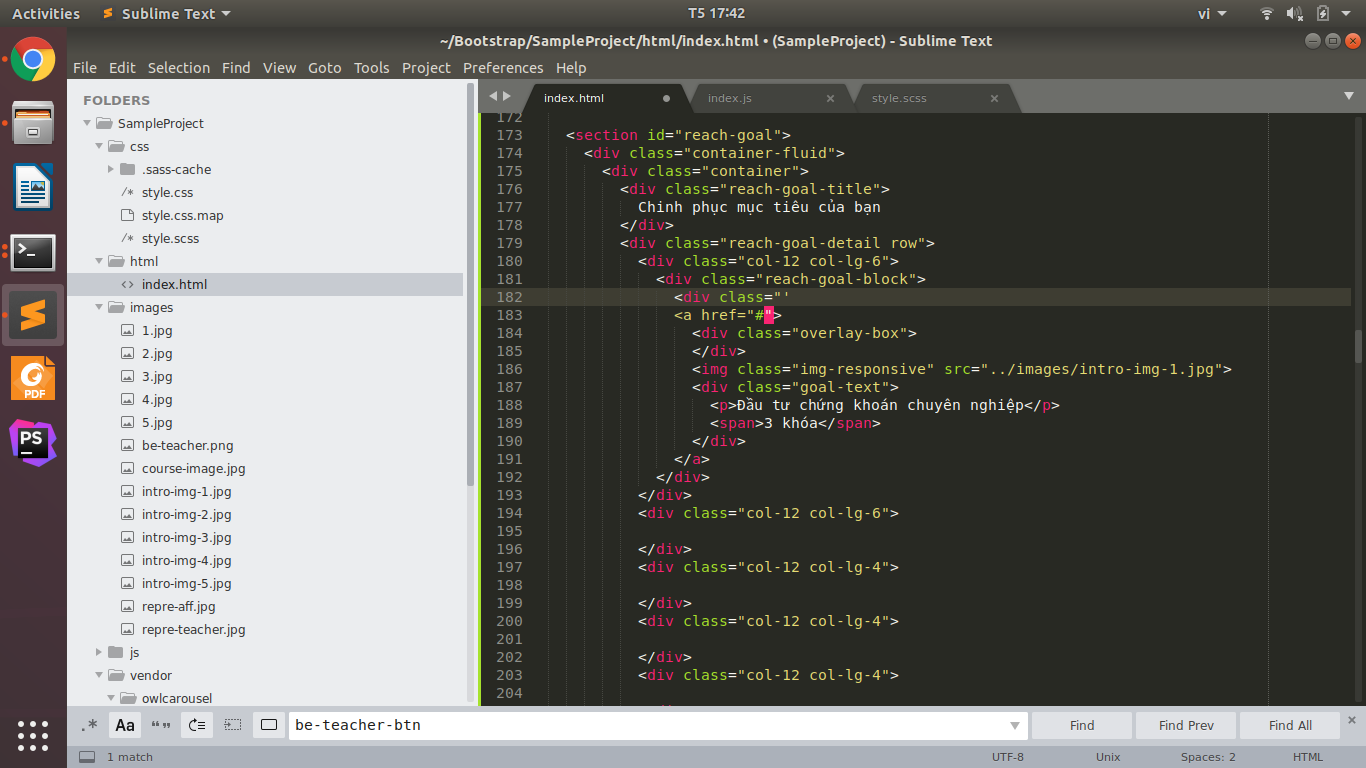 Activities Sublime Text T5 17:42 vi
~/Bootstrap/SampleProject/html/index.html • (SampleProject) - Sublime Text
File Edit Selection Find View Goto Tools Project Preferences Help
FOLDERS
SampleProject
css
.sass-cache
/* style.css
style.css.map
/* style.scss
html
<> index.html
images
1.jpg
2.jpg
3.jpg
4.jpg
5.jpg
be-teacher.png
course-image.jpg
intro-img-1.jpg
intro-img-2.jpg
intro-img-3.jpg
intro-img-4.jpg
intro-img-5.jpg
repre-aff.jpg
repre-teacher.jpg
js
vendor
owlcarousel
index.html index.js × style.scss ×
172
173 <section id="reach-goal">
174 <div class="container-fluid">
175 <div class="container">
176 <div class="reach-goal-title">
177 Chinh phục mục tiêu của bạn
178 </div>
179 <div class="reach-goal-detail row">
180 <div class="col-12 col-lg-6">
181 <div class="reach-goal-block">
182 <div class="'
183 <a href="#">
184 <div class="overlay-box">
185 </div>
186 <img class="img-responsive" src="../images/intro-img-1.jpg">
187 <div class="goal-text">
188 <p>Đầu tư chứng khoán chuyên nghiệp</p>
189 <span>3 khóa</span>
190 </div>
191 </a>
192 </div>
193 </div>
194 <div class="col-12 col-lg-6">
195
196 </div>
197 <div class="col-12 col-lg-4">
198
199 </div>
200 <div class="col-12 col-lg-4">
201
202 </div>
203 <div class="col-12 col-lg-4">
204
PDF
PS
.* Aa “” be-teacher-btn Find Find Prev Find All ×
1 match UTF-8 Unix Spaces: 2 HTML